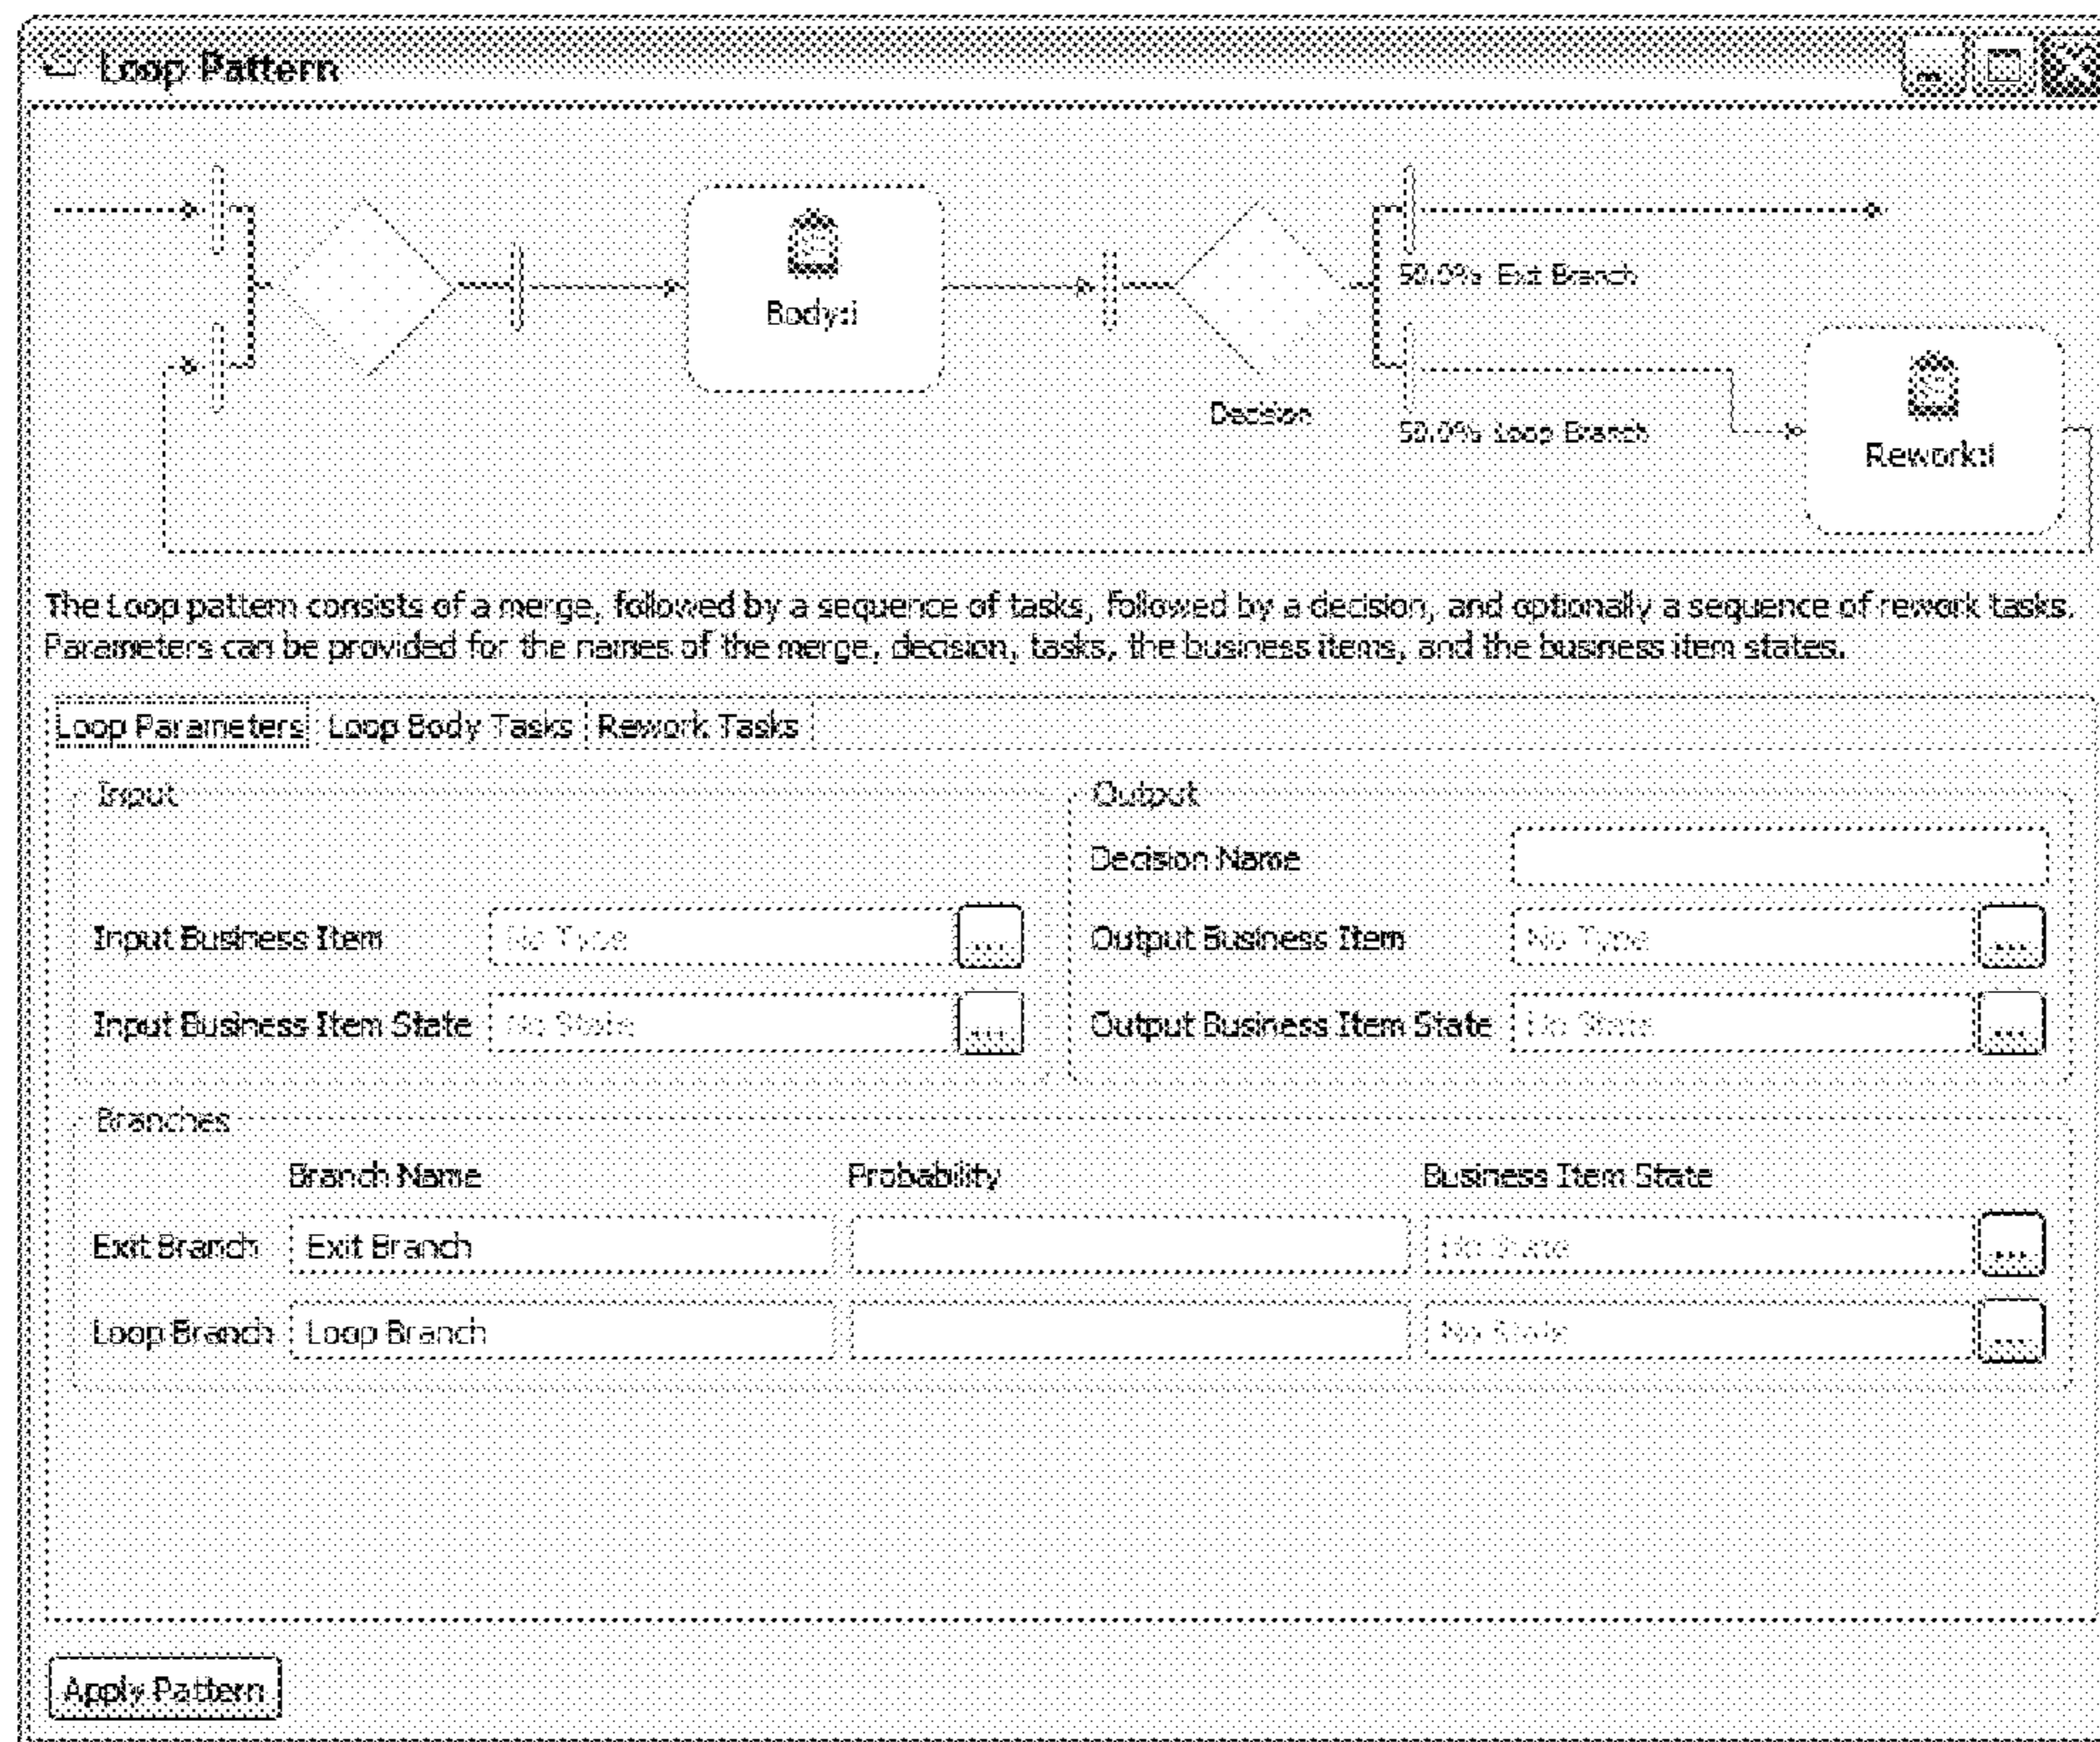 Loop Pattern
Body:i
Decision
50.0% Exit Branch
50.0% Loop Branch
Rework:i
The Loop pattern consists of a merge, followed by a sequence of tasks, followed by a decision, and optionally a sequence of rework tasks.
Parameters can be provided for the names of the merge, decision, tasks, the business items, and the business item states.
Loop Parameters Loop Body Tasks Rework Tasks
Input
Input Business Item No Type ...
Input Business Item State No State ...
Output
Decision Name
Output Business Item No Type ...
Output Business Item State No State ...
Branches
Branch Name Probability Business Item State
Exit Branch Exit Branch No State ...
Loop Branch Loop Branch No State ...
Apply Pattern